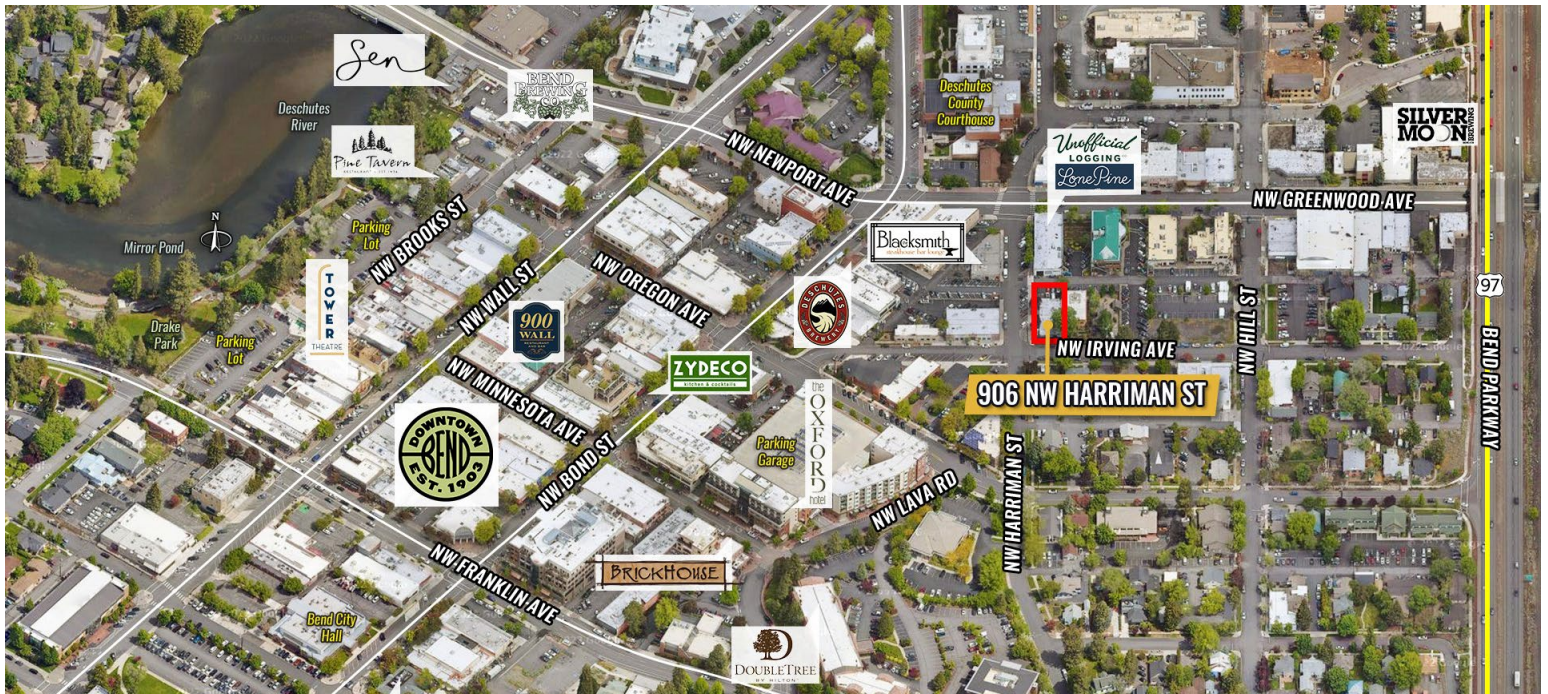 Sen
BEND
BREWING
CO
Deschutes
River
Pine Tavern
N
Mirror Pond
Parking
Lot
NW BROOKS ST
NW WALL ST
NW NEWPORT AVE
Deschutes
County
Courthouse
Unofficial
LOGGING
LonePine
SILVER
MOON
BREWING
NW GREENWOOD AVE
Blacksmith
NW OREGON AVE
TOWER
THEATRE
Drake
Park
Parking
Lot
900
WALL
DESCHUTES
BREWERY
NW IRVING AVE
NW HILL ST
97
BEND PARKWAY
ZYDECO
kitchen & cocktails
906 NW HARRIMAN ST
NW MINNESOTA AVE
DOWNTOWN
BEND
EST. 1903
NW BOND ST
Parking
Garage
the
OXFORD
hotel
NW LAVA RD
NW HARRIMAN ST
NW FRANKLIN AVE
BRICKHOUSE
Bend City
Hall
D
DOUBLETREE
BY HILTON